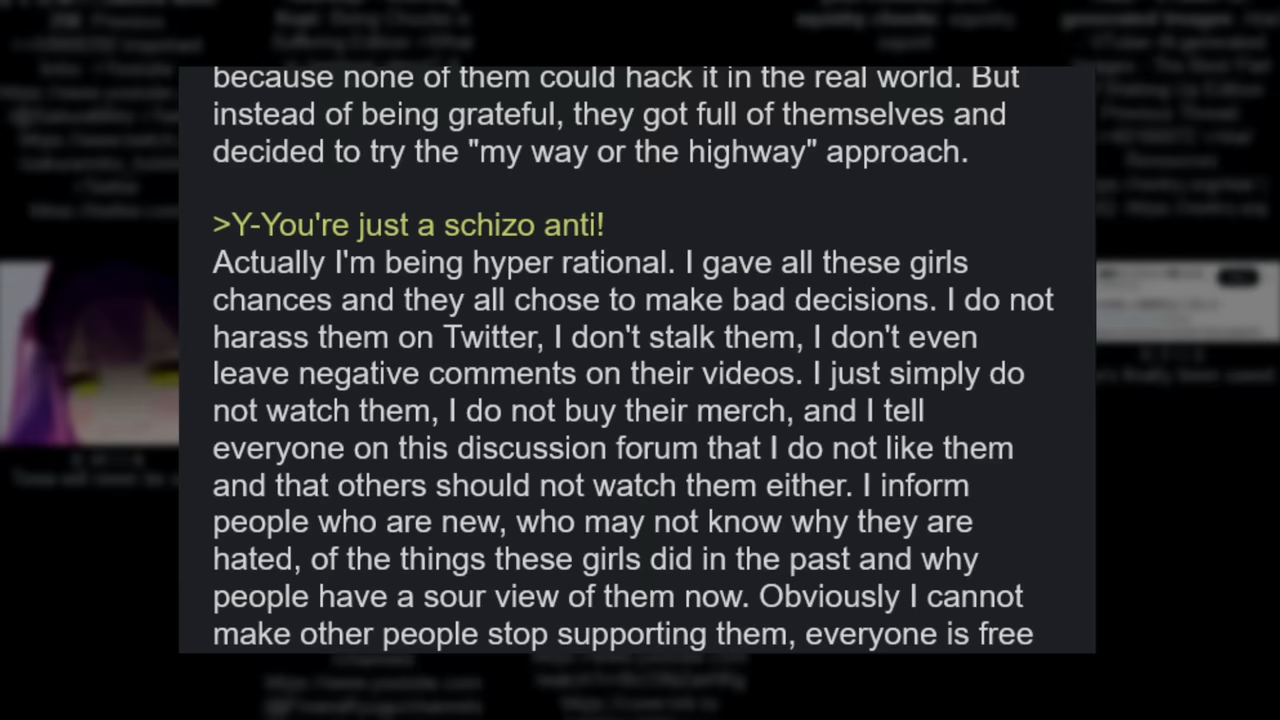 because none of them could hack it in the real world. But
instead of being grateful, they got full of themselves and
decided to try the "my way or the highway" approach.
>Y-You're just a schizo anti!
Actually I'm being hyper rational. I gave all these girls
chances and they all chose to make bad decisions. I do not
harass them on Twitter, I don't stalk them, I don't even
leave negative comments on their videos. I just simply do
not watch them, I do not buy their merch, and I tell
everyone on this discussion forum that I do not like them
and that others should not watch them either. I inform
people who are new, who may not know why they are
hated, of the things these girls did in the past and why
people have a sour view of them now. Obviously I cannot
make other people stop supporting them, everyone is free